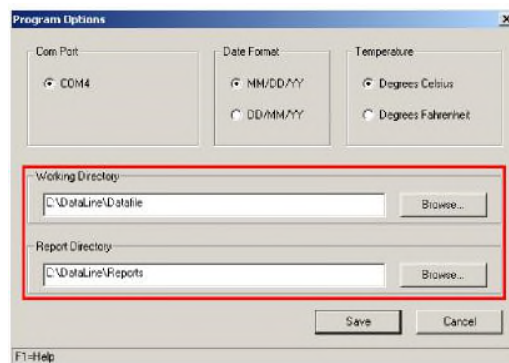 Program Options
Com Port
COM4
Date Format
MM/DD/YY
DD/MM/YY
Temperature
Degrees Celsius
Degrees Fahrenheit
Working Directory
C:\DataLine\Datafile
Browse...
Report Directory
C:\DataLine\Reports
Browse...
Save
Cancel
F1=Help